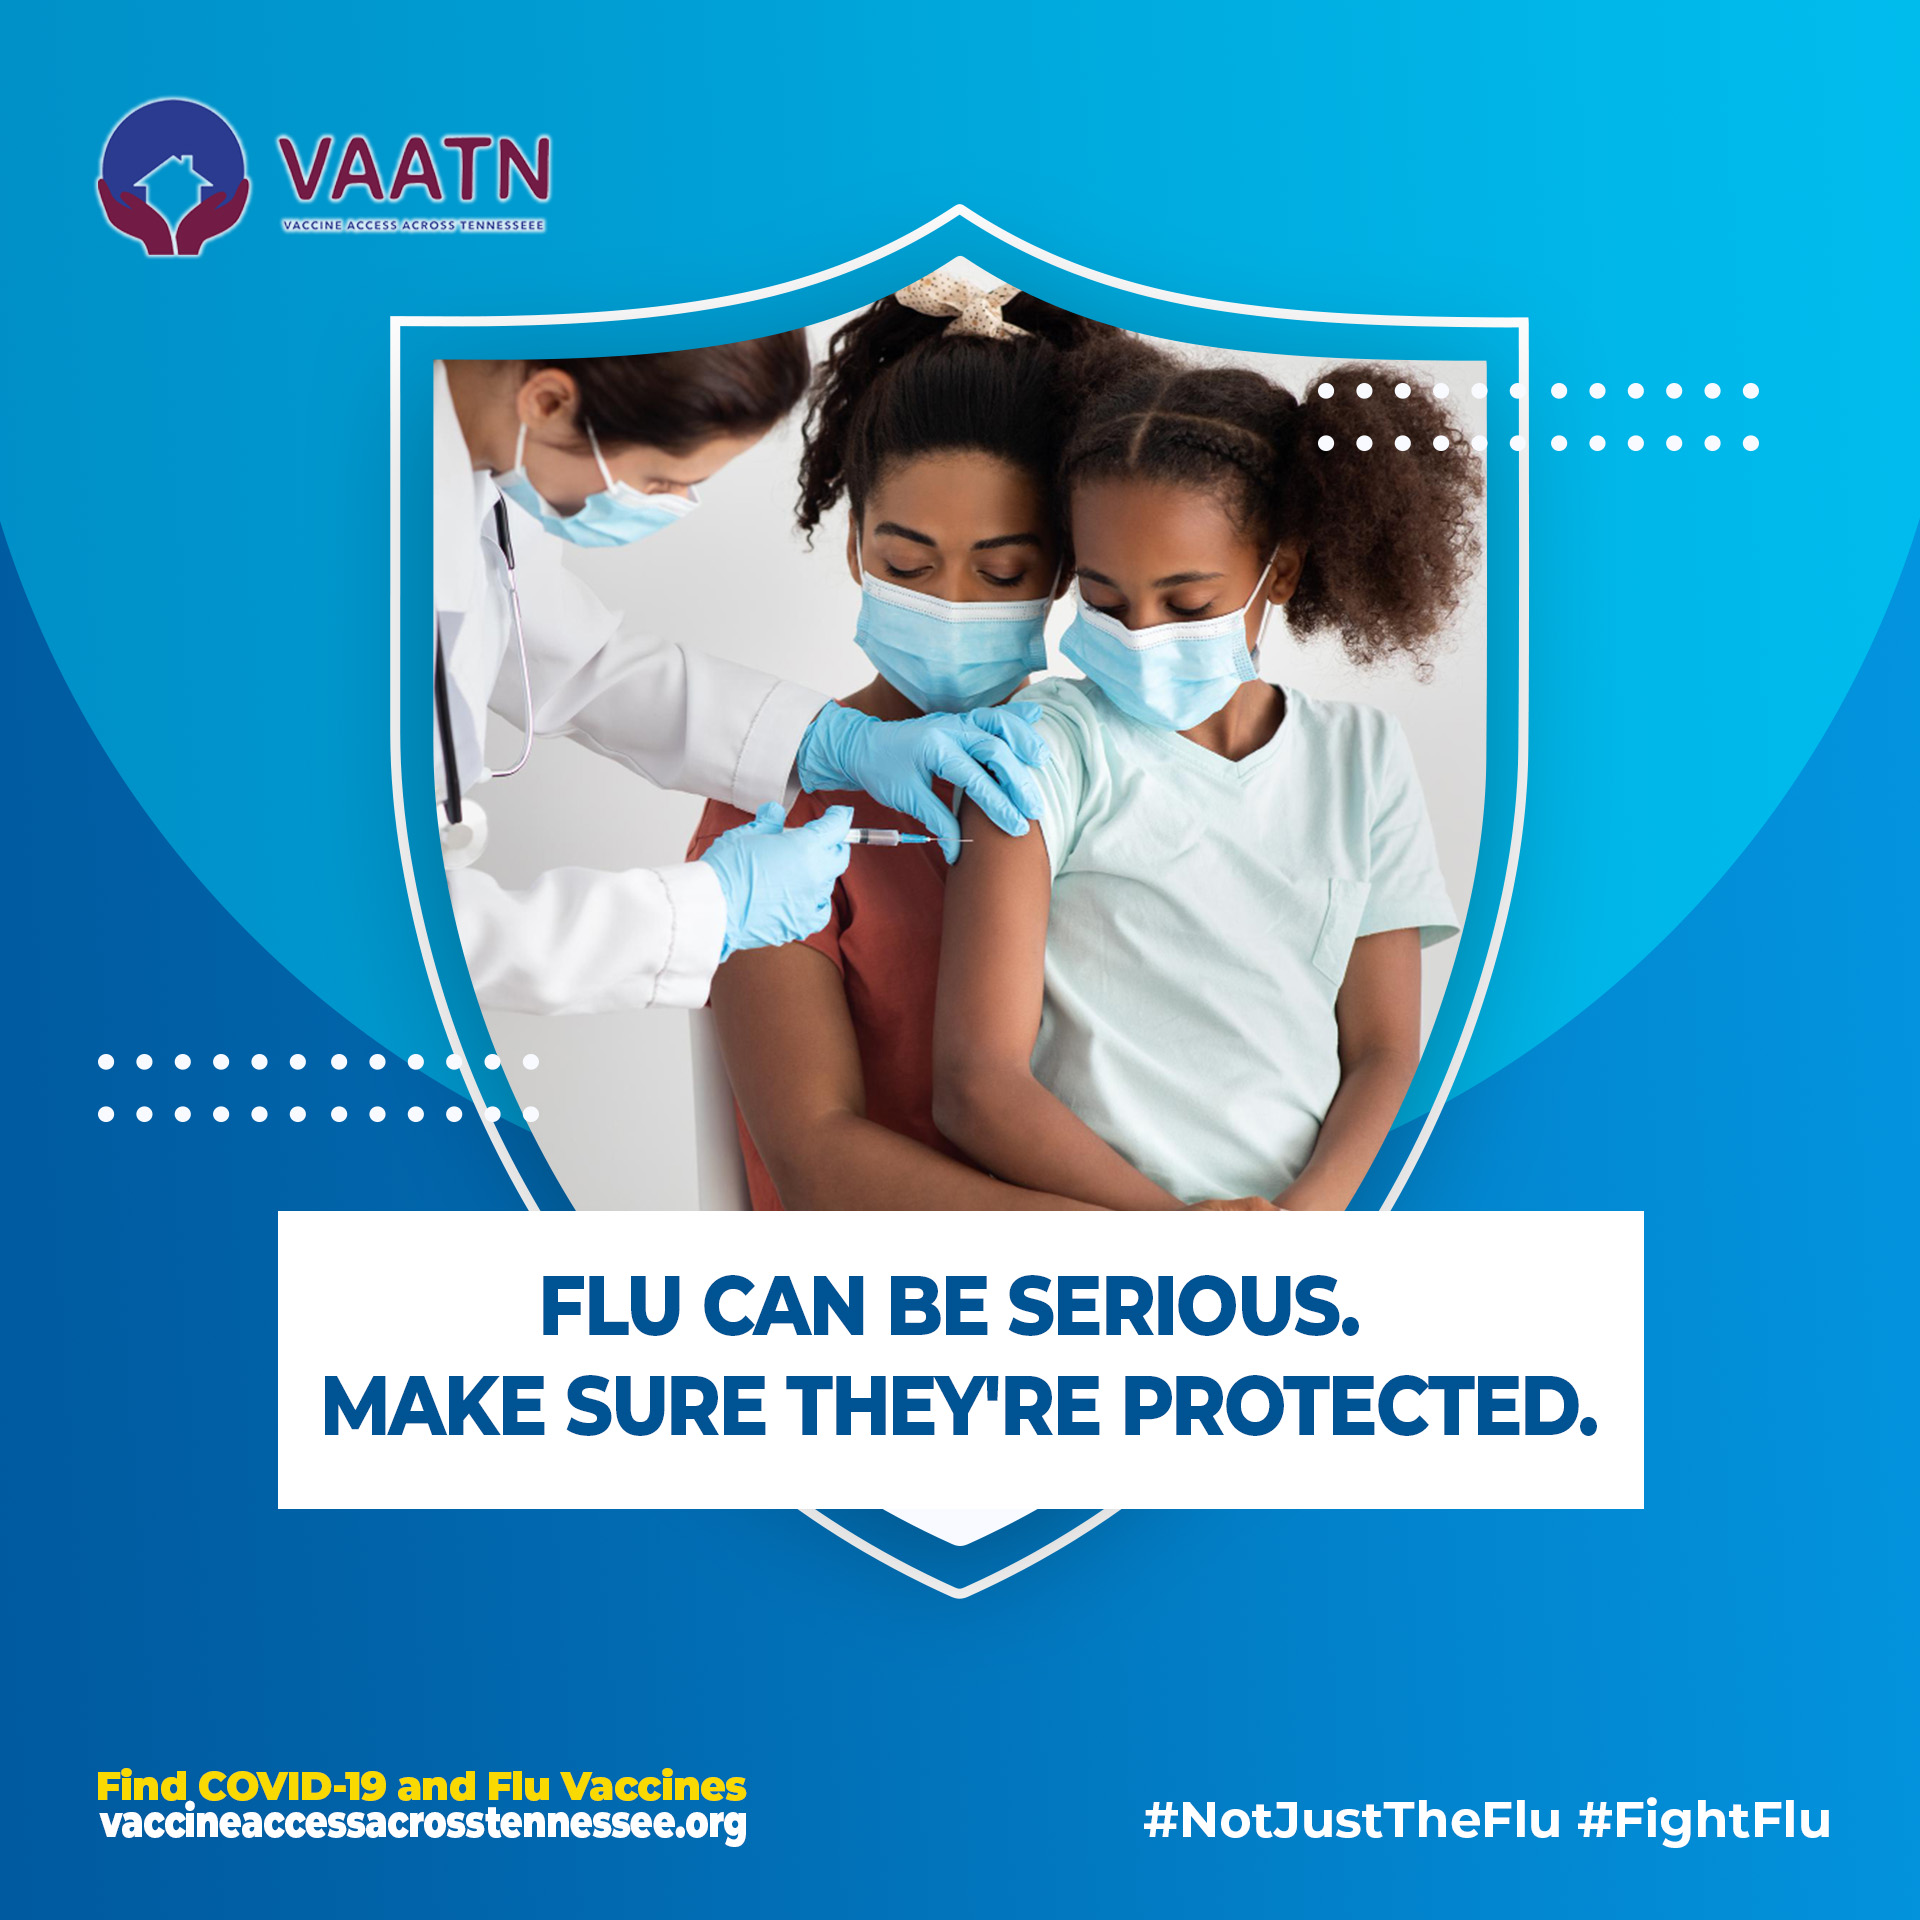 VAATN
VACCINE ACCESS ACROSS TENNESSEEE
FLU CAN BE SERIOUS.
MAKE SURE THEY'RE PROTECTED.
Find COVID-19 and Flu Vaccines
vaccineaccessacrosstennessee.org
#NotJustTheFlu #FightFlu